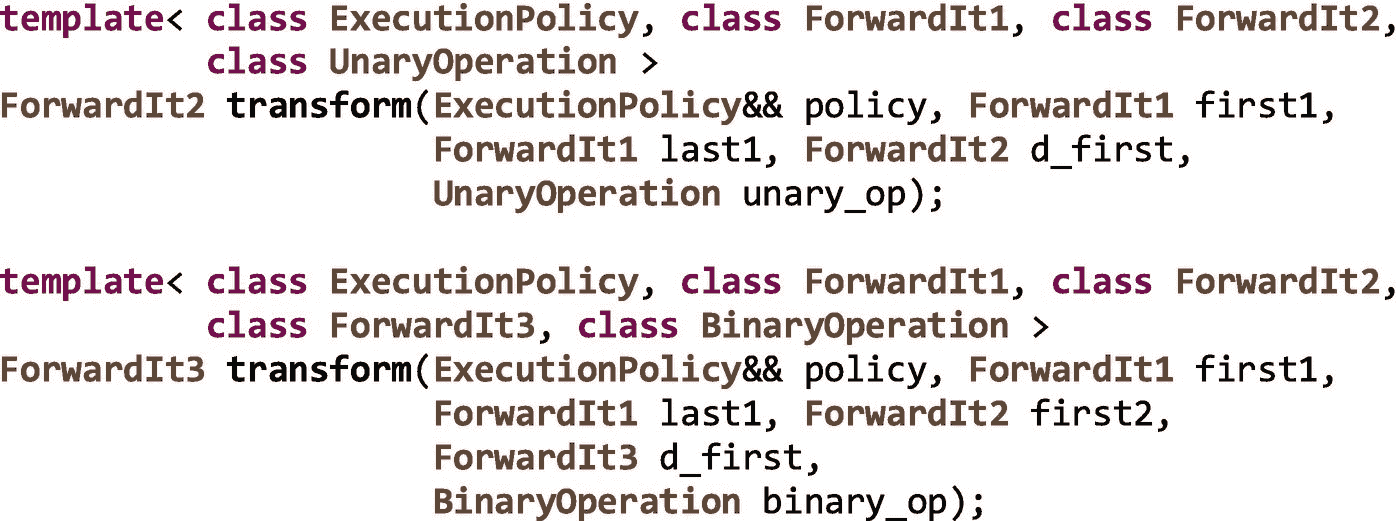 template< class ExecutionPolicy, class ForwardIt1, class ForwardIt2,
          class UnaryOperation >
ForwardIt2 transform(ExecutionPolicy&& policy, ForwardIt1 first1,
                     ForwardIt1 last1, ForwardIt2 d_first,
                     UnaryOperation unary_op);

template< class ExecutionPolicy, class ForwardIt1, class ForwardIt2,
          class ForwardIt3, class BinaryOperation >
ForwardIt3 transform(ExecutionPolicy&& policy, ForwardIt1 first1,
                     ForwardIt1 last1, ForwardIt2 first2,
                     ForwardIt3 d_first,
                     BinaryOperation binary_op);